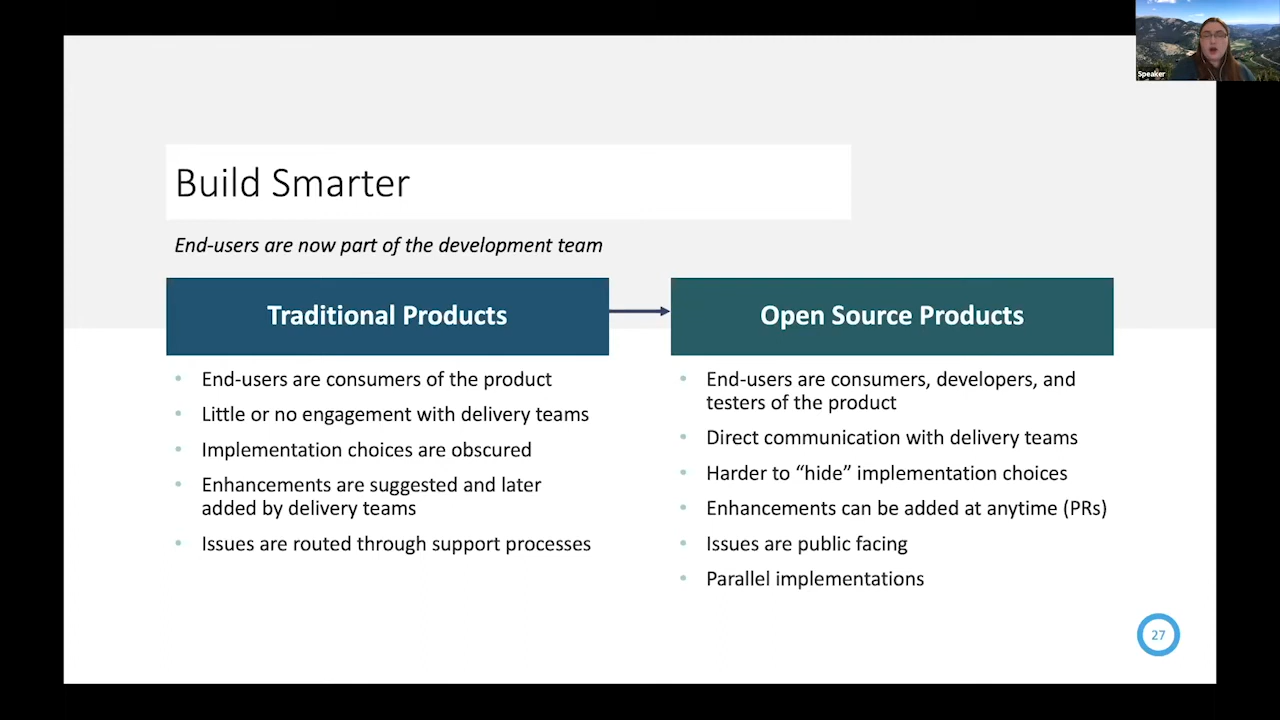 Speaker
Build Smarter
End-users are now part of the development team
Traditional Products
• End-users are consumers of the product
• Little or no engagement with delivery teams
• Implementation choices are obscured
• Enhancements are suggested and later
added by delivery teams
• Issues are routed through support processes
Open Source Products
• End-users are consumers, developers, and
testers of the product
• Direct communication with delivery teams
• Harder to “hide” implementation choices
• Enhancements can be added at anytime (PRs)
• Issues are public facing
• Parallel implementations
27